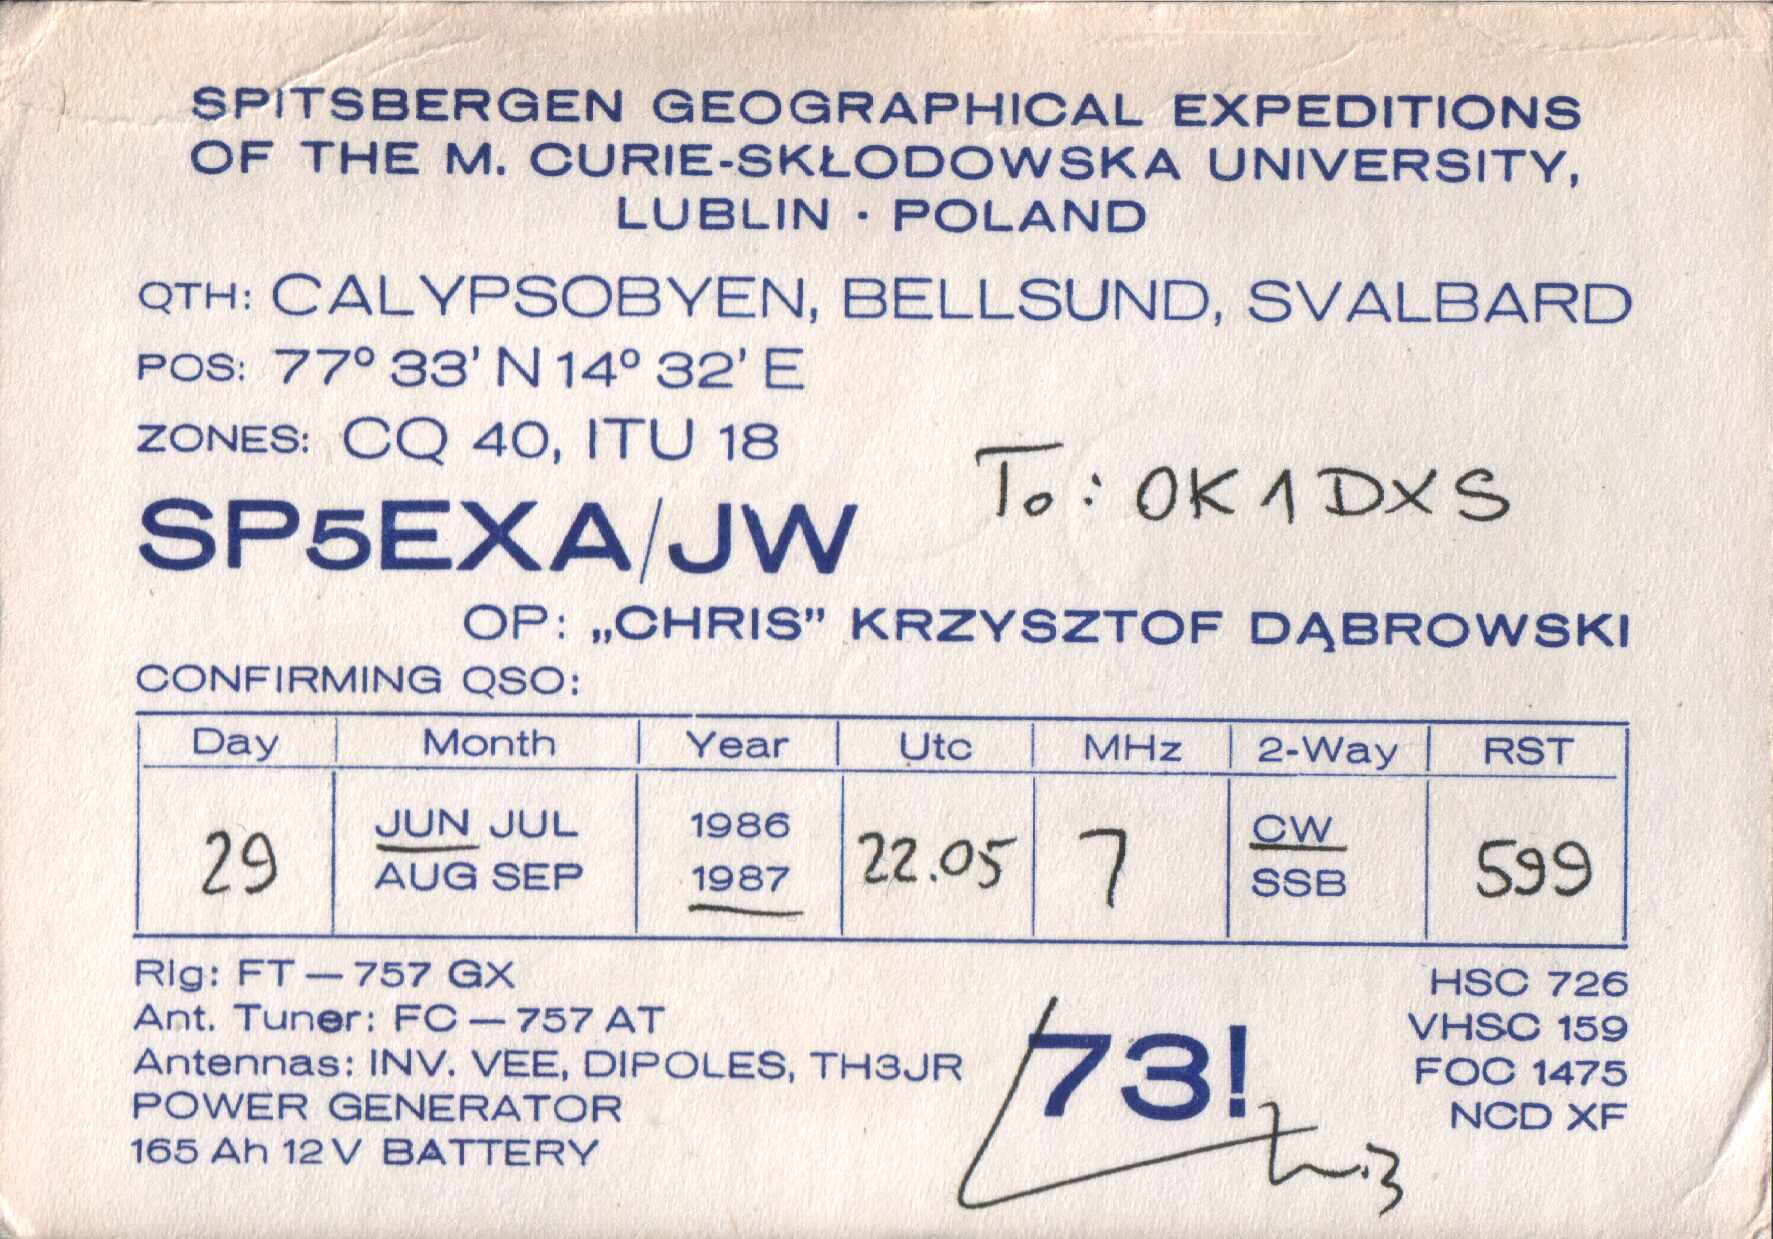 SPITSBERGEN GEOGRAPHICAL EXPEDITIONS
OF THE M. CURIE-SKŁODOWSKA UNIVERSITY,
LUBLIN · POLAND
QTH: CALYPSOBYEN, BELLSUND, SVALBARD
POS: 77° 33' N 14° 32' E
ZONES: CQ 40, ITU 18
To: OK1DXS
SP5EXA/JW
OP: „CHRIS” KRZYSZTOF DĄBROWSKI
CONFIRMING QSO:
Day Month Year Utc MHz 2-Way RST
JUN JUL 1986 CW
29 22.05 7 599
AUG SEP 1987 SSB
Rig: FT — 757 GX
Ant. Tuner: FC — 757 AT
Antennas: INV. VEE, DIPOLES, TH3JR
POWER GENERATOR
165 Ah 12V BATTERY
73!
HSC 726
VHSC 159
FOC 1475
NCD XF